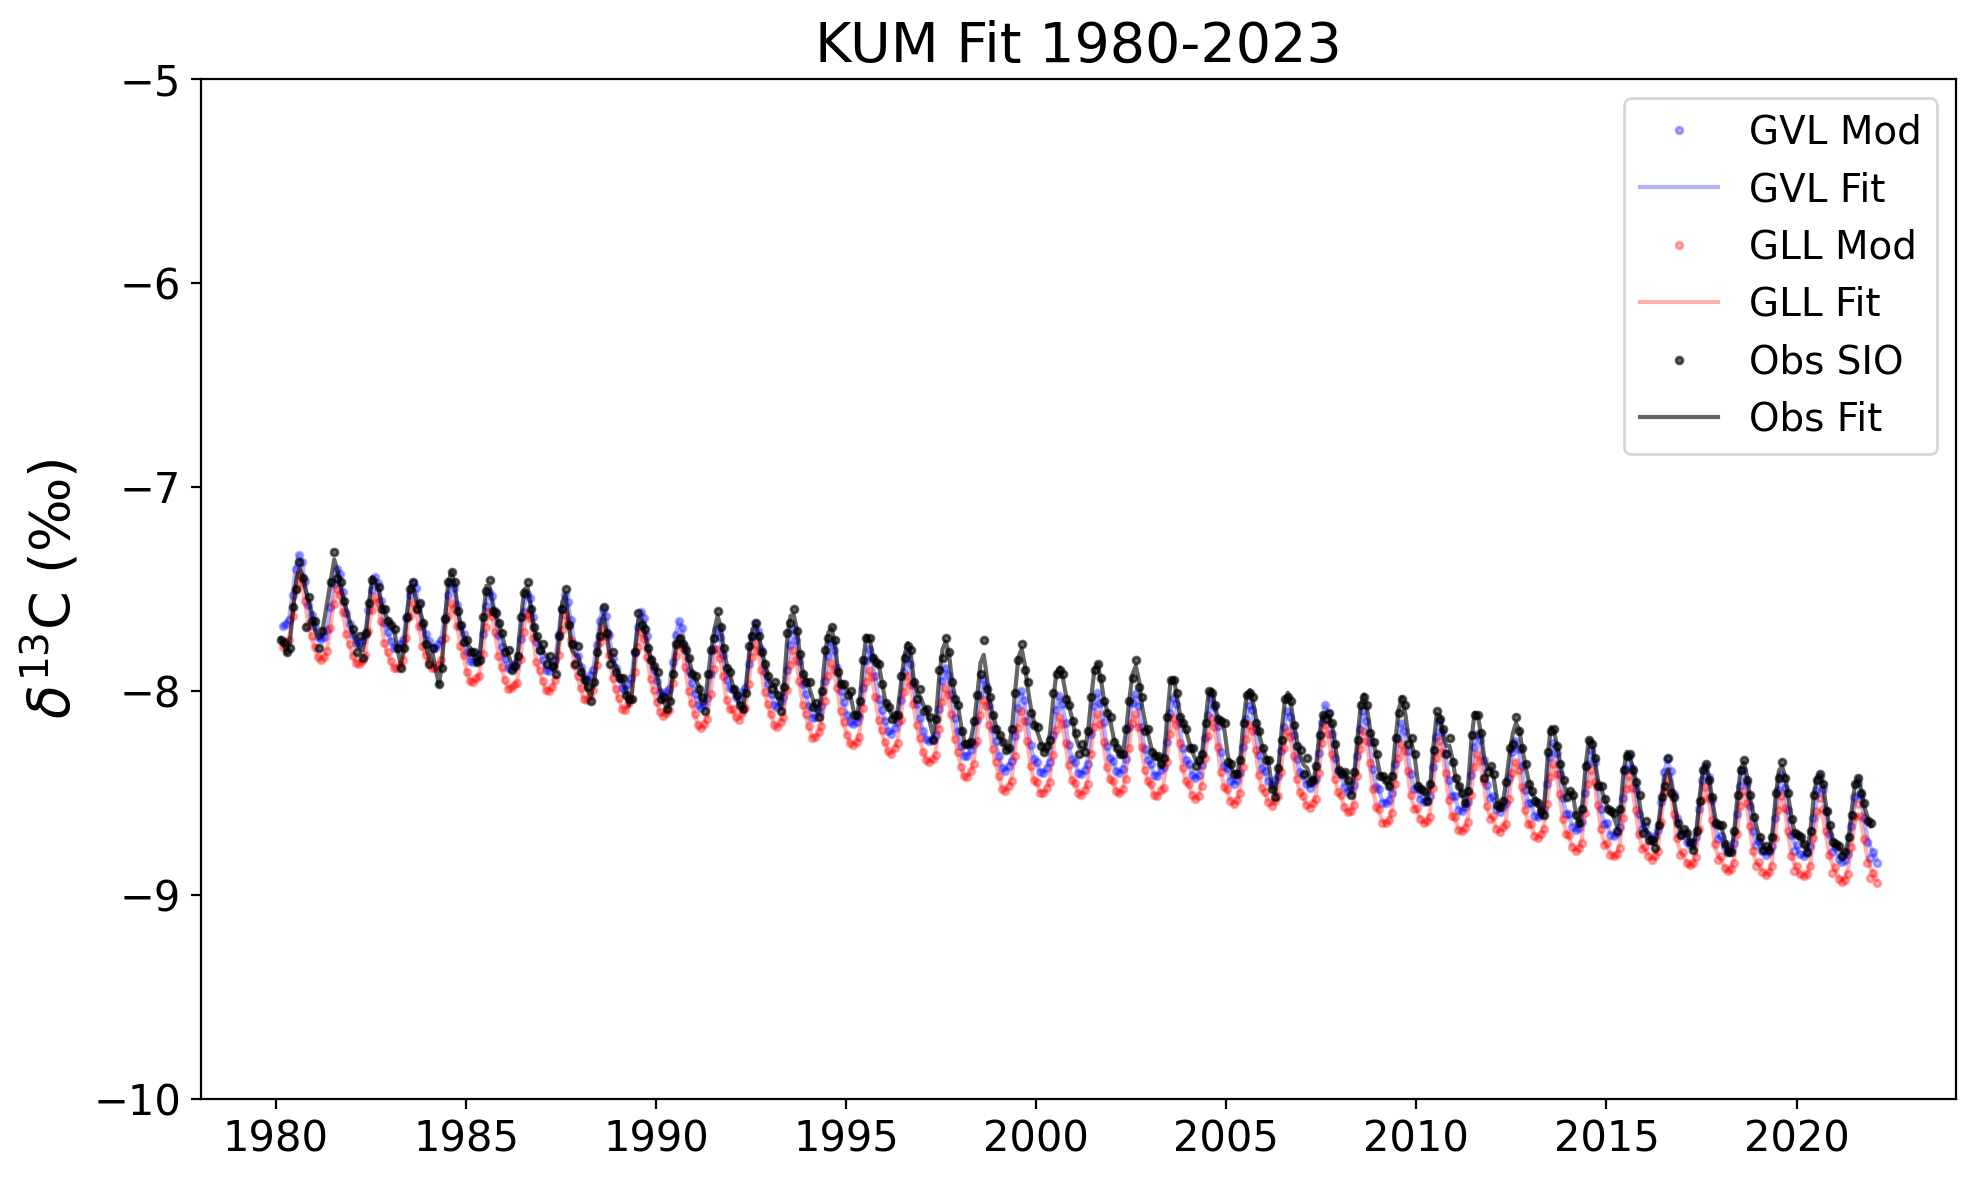 KUM Fit 1980-2023
δ¹³C (‰)
−5
−6
−7
−8
−9
−10
1980 1985 1990 1995 2000 2005 2010 2015 2020
GVL Mod
GVL Fit
GLL Mod
GLL Fit
Obs SIO
Obs Fit